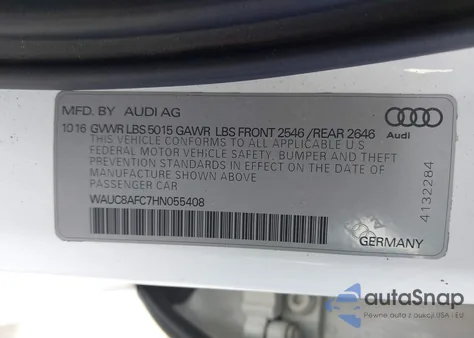 MFD. BY AUDI AG
10 16 GVWR LBS 5015 GAWR LBS FRONT 2546 /REAR 2646
THIS VEHICLE CONFORMS TO ALL APPLICABLE
FEDERAL MOTOR VEHICLE SAFETY, BUMPER AND THEFT
PREVENTION STANDARDS IN EFFECT ON THE DATE
OF MANUFACTURE SHOWN ABOVE.
PASSENGER CAR
WAUC8AFC7HN055408
Audi
4132284
GERMANY
autoSnap
Pewne auto z aukcji USA i EU